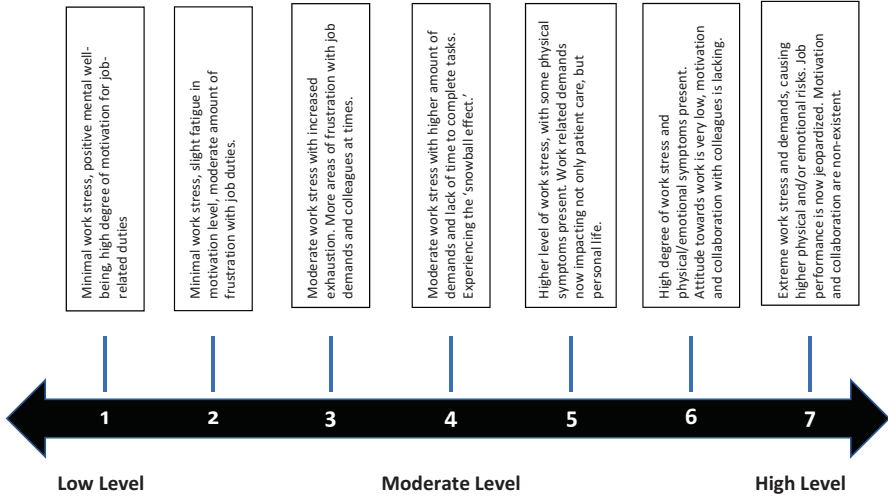 Minimal work stress, positive mental well-
being, high degree of motivation for job-
related duties
Minimal work stress, slight fatigue in
motivation level, moderate amount of
frustration with job duties.
Moderate work stress with increased
exhaustion. More areas of frustration with job
demands and colleagues at times.
Moderate work stress with higher amount of
demands and lack of time to complete tasks.
Experiencing the 'snowball effect.'
Higher level of work stress, with some physical
symptoms present. Work related demands
now impacting not only patient care, but
personal life.
High degree of work stress and
physical/emotional symptoms present.
Attitude towards work is very low, motivation
and collaboration with colleagues is lacking.
Extreme work stress and demands, causing
higher physical and/or emotional risks. Job
performance is now jeopardized. Motivation
and collaboration are non-existent.
1 2 3 4 5 6 7
Low Level Moderate Level High Level